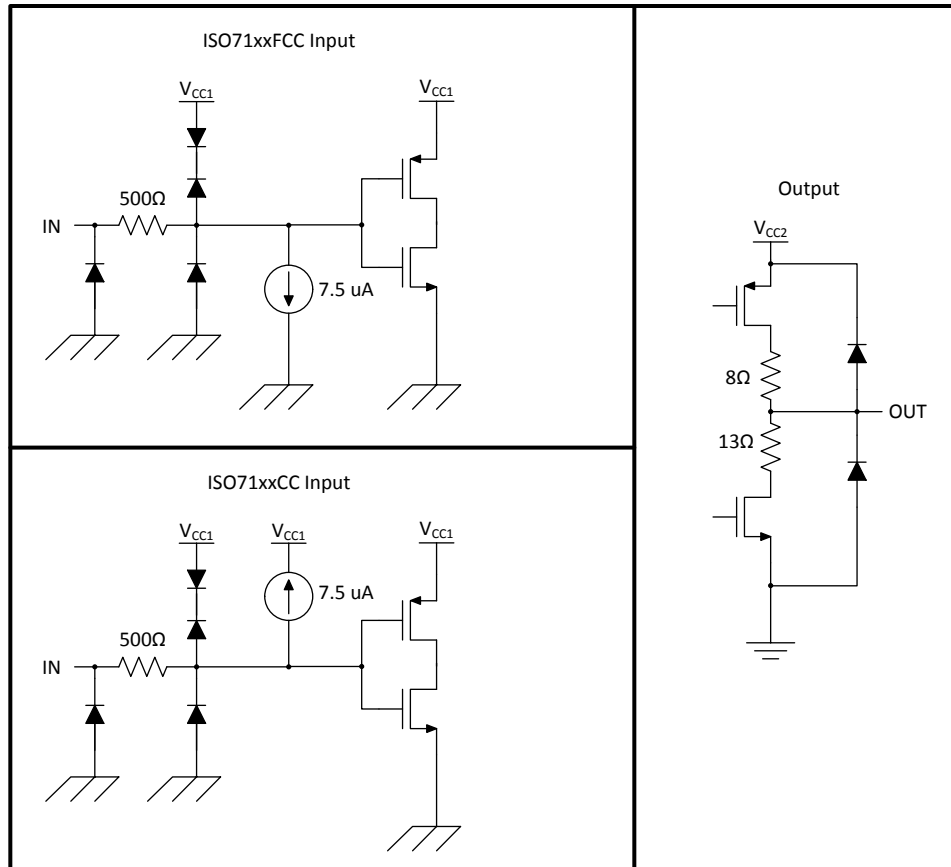 ISO71xxFCC Input
VCC1
VCC1
500Ω
IN
7.5 uA
ISO71xxCC Input
VCC1
VCC1
VCC1
7.5 uA
500Ω
IN
Output
VCC2
8Ω
OUT
13Ω